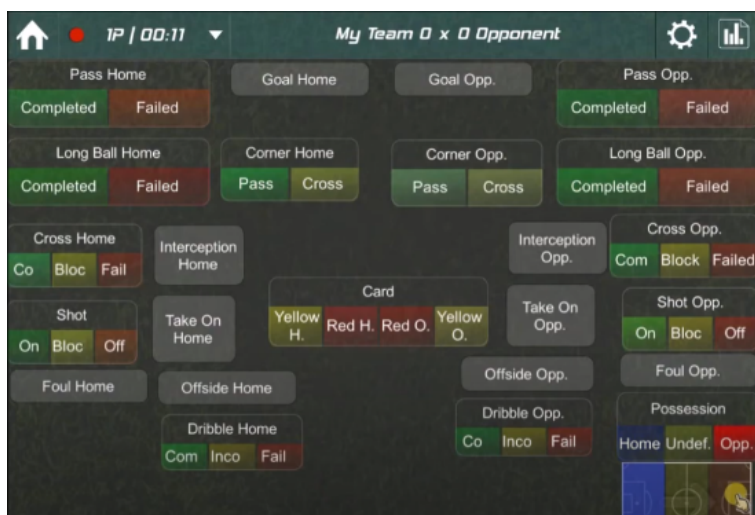 1P | 00:11 My Team 0 x 0 Opponent
Pass Home Goal Home Goal Opp. Pass Opp.
Completed Failed Completed Failed
Long Ball Home Corner Home Corner Opp. Long Ball Opp.
Completed Failed Pass Cross Pass Cross Completed Failed
Cross Home Interception Home Interception Opp. Cross Opp.
Co Bloc Fail Com Block Failed
Card
Shot Take On Home Yellow H. Red H. Red O. Yellow O. Take On Opp. Shot Opp.
On Bloc Off On Bloc Off
Foul Home Offside Home Offside Opp. Foul Opp.
Dribble Home Dribble Opp. Possession
Com Inco Fail Co Inco Fail Home Undef. Opp.